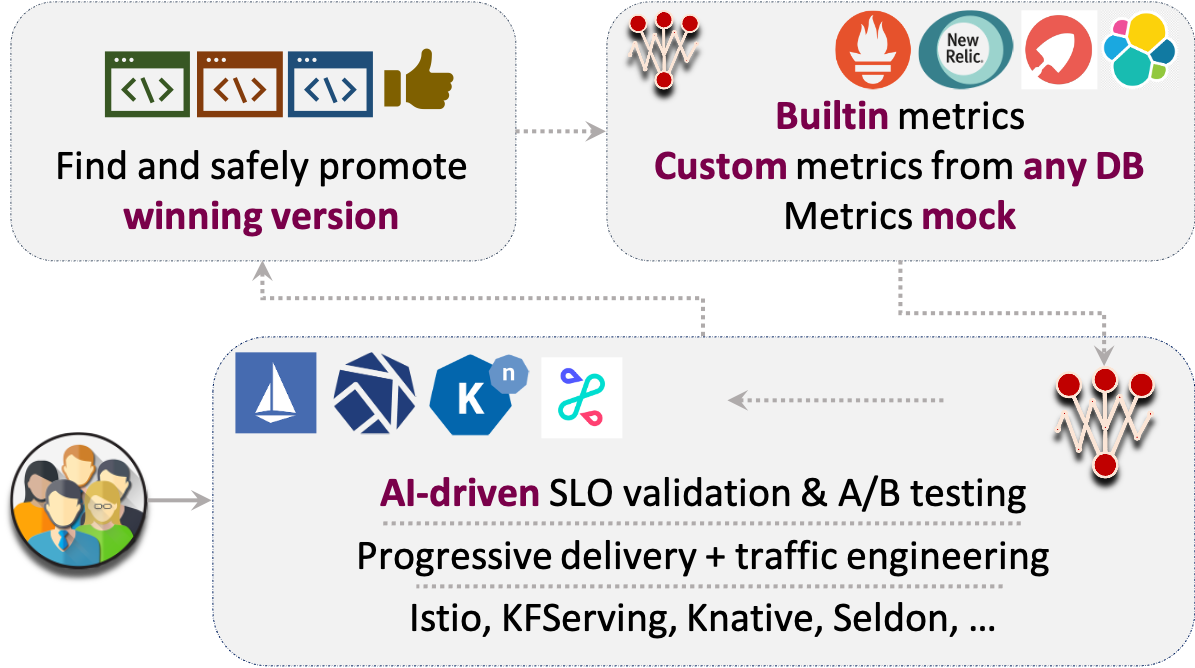 </>
</>
</>
Find and safely promote
winning version
New
Relic.
Builtin metrics
Custom metrics from any DB
Metrics mock
K
n
AI-driven SLO validation & A/B testing
Progressive delivery + traffic engineering
Istio, KFServing, Knative, Seldon, ...